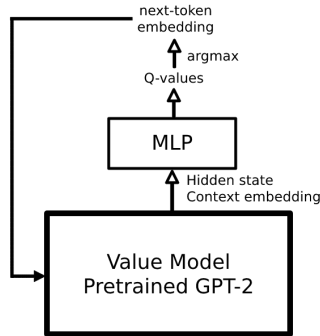 next-token
embedding
argmax
Q-values
MLP
Hidden state
Context embedding
Value Model
Pretrained GPT-2